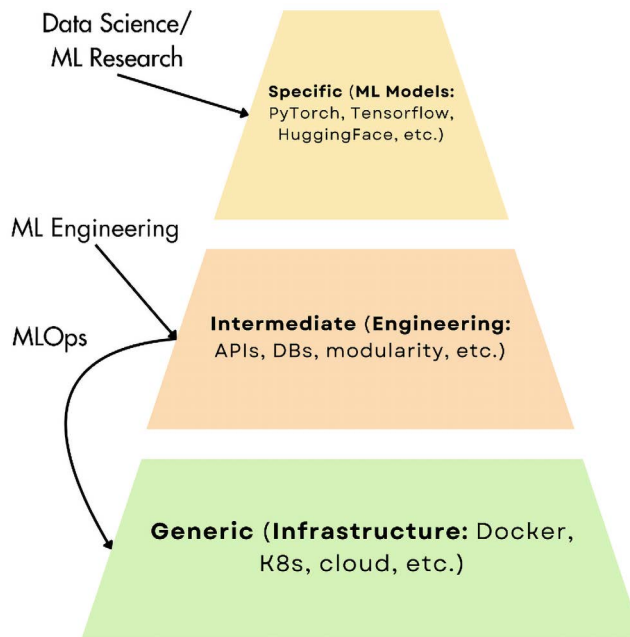 Data Science/
ML Research
Specific (ML Models:
PyTorch, Tensorflow,
HuggingFace, etc.)
ML Engineering
MLOps
Intermediate (Engineering:
APIs, DBs, modularity, etc.)
Generic (Infrastructure: Docker,
K8s, cloud, etc.)